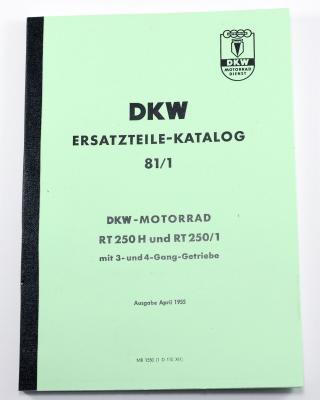 DKW
MOTORRAD
DIENST
DKW
ERSATZTEILE-KATALOG
81/1
DKW-MOTORRAD
RT 250 H und RT 250/1
mit 3- und 4-Gang-Getriebe
Ausgabe April 1955